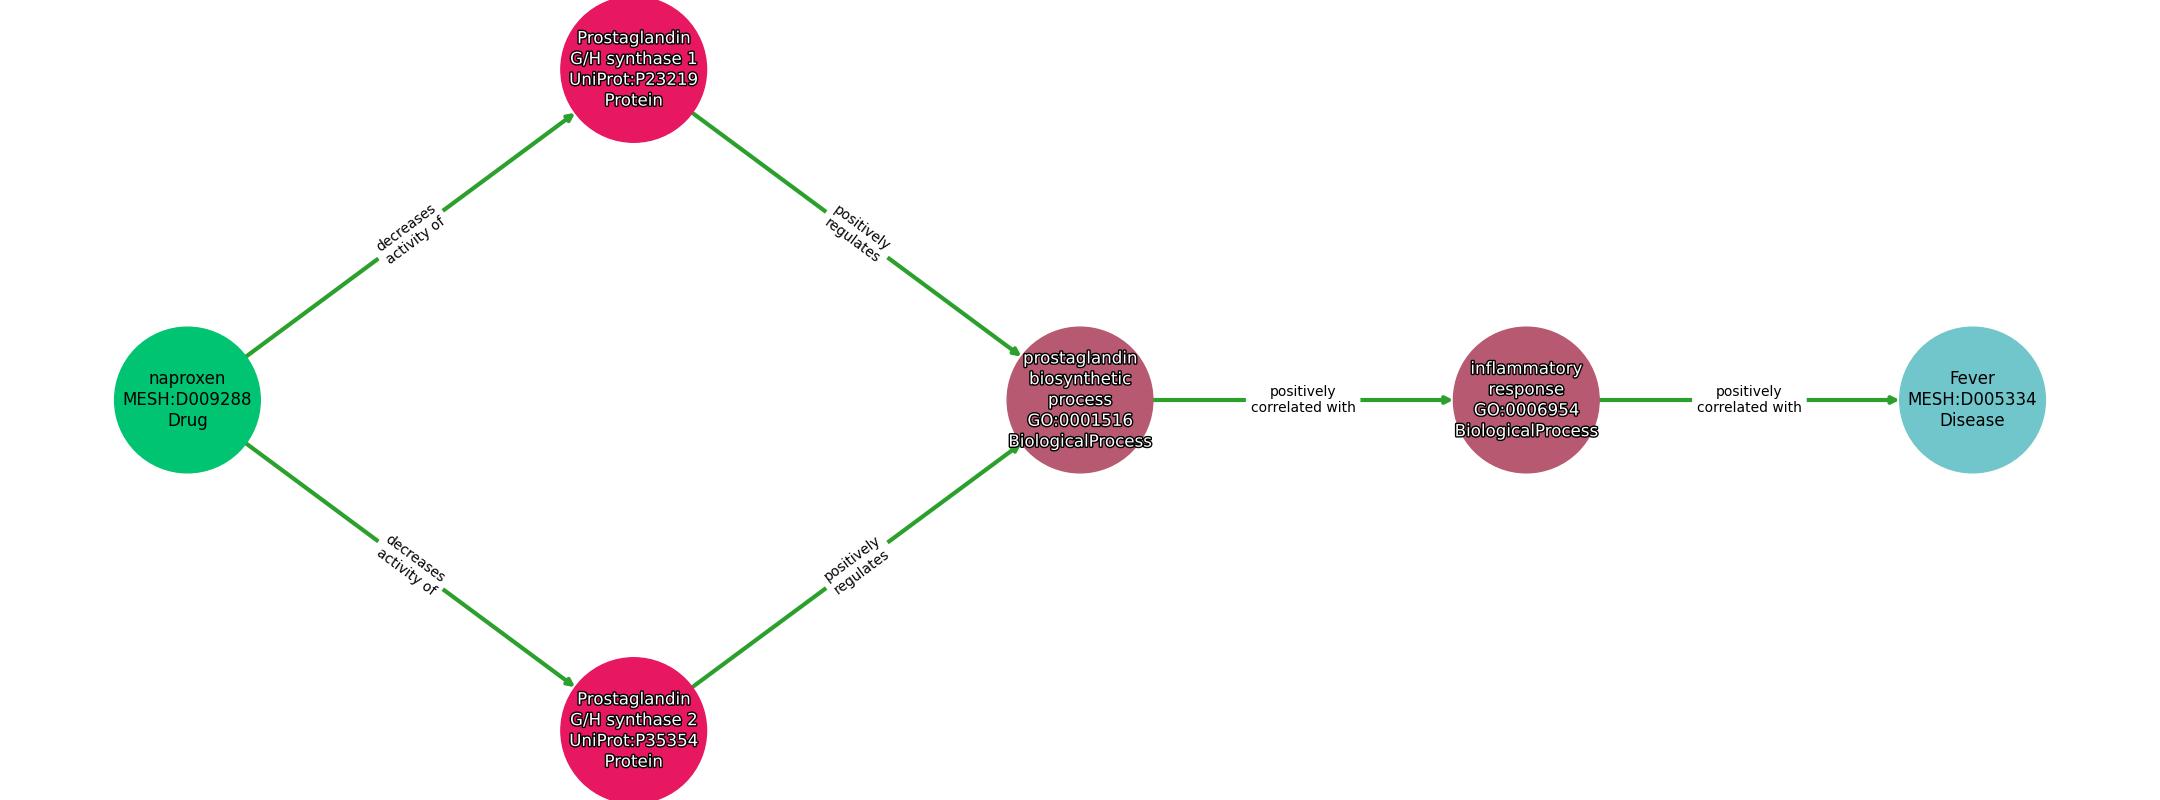 Prostaglandin
G/H synthase 1
UniProt:P23219
Protein
decreases
activity of
positively
regulates
naproxen
MESH:D009288
Drug
prostaglandin
biosynthetic
process
GO:0001516
BiologicalProcess
positively
correlated with
inflammatory
response
GO:0006954
BiologicalProcess
positively
correlated with
Fever
MESH:D005334
Disease
decreases
activity of
positively
regulates
Prostaglandin
G/H synthase 2
UniProt:P35354
Protein